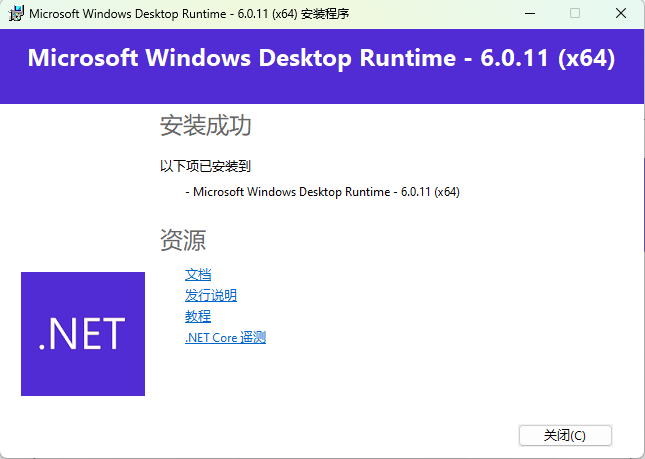 Microsoft Windows Desktop Runtime - 6.0.11 (x64) 安装程序
Microsoft Windows Desktop Runtime - 6.0.11 (x64)
安装成功
以下项已安装到
- Microsoft Windows Desktop Runtime - 6.0.11 (x64)
资源
文档
发行说明
教程
.NET Core 遥测
.NET
关闭(C)